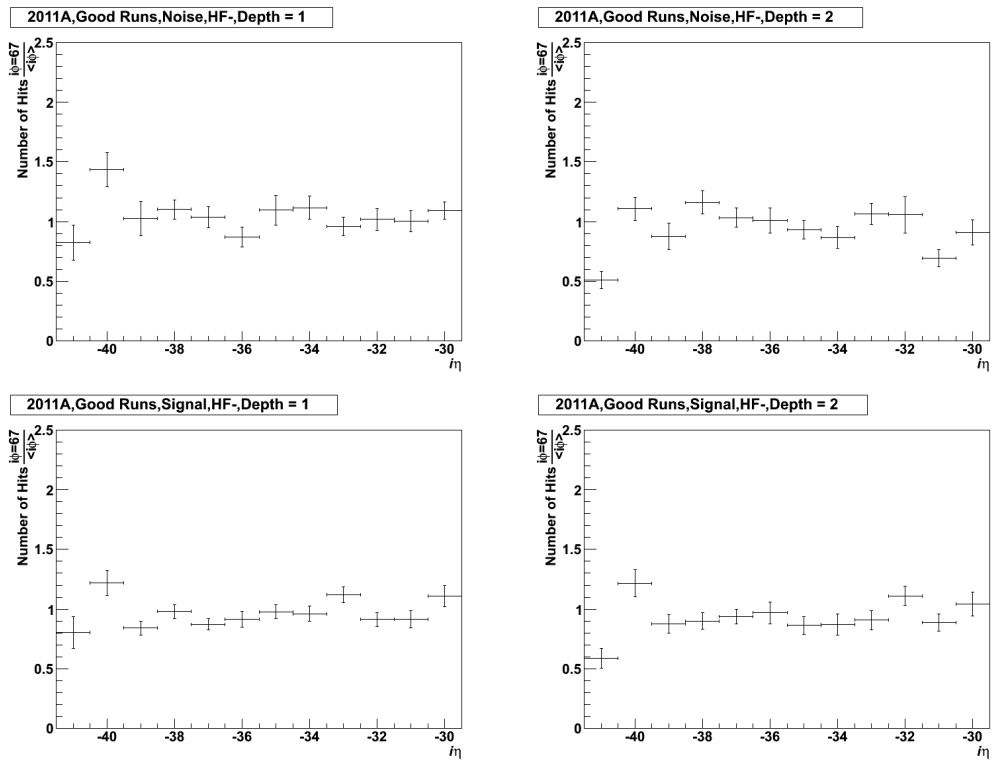 2011A,Good Runs,Noise,HF-,Depth = 1
Number of Hits iϕ=67 / <iϕ>
2.5
2
1.5
1
0.5
0
-40 -38 -36 -34 -32 -30
iη
2011A,Good Runs,Noise,HF-,Depth = 2
Number of Hits iϕ=67 / <iϕ>
2.5
2
1.5
1
0.5
0
-40 -38 -36 -34 -32 -30
iη
2011A,Good Runs,Signal,HF-,Depth = 1
Number of Hits iϕ=67 / <iϕ>
2.5
2
1.5
1
0.5
0
-40 -38 -36 -34 -32 -30
iη
2011A,Good Runs,Signal,HF-,Depth = 2
Number of Hits iϕ=67 / <iϕ>
2.5
2
1.5
1
0.5
0
-40 -38 -36 -34 -32 -30
iη